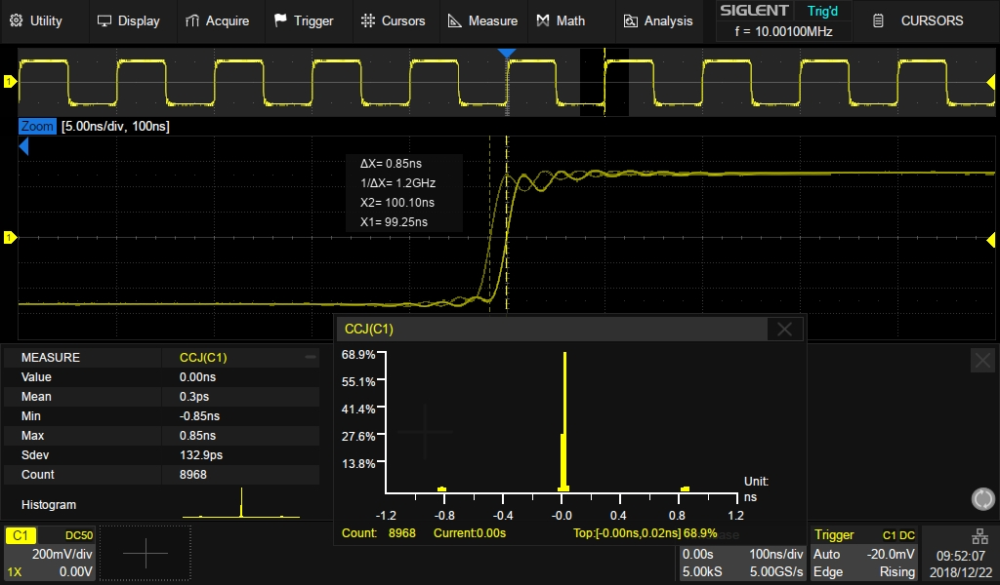 Utility Display Acquire Trigger Cursors Measure Math Analysis SIGLENT Trig'd CURSORS
f = 10.00100MHz
1
Zoom [5.00ns/div, 100ns]
ΔX= 0.85ns
1/ΔX= 1.2GHz
X2= 100.10ns
X1= 99.25ns
1
CCJ(C1)
68.9%
55.1%
41.4%
27.6%
13.8%
Unit:
ns
-1.2 -0.8 -0.4 -0.0 0.4 0.8 1.2
Count: 8968 Current:0.00s Top:[-0.00ns,0.02ns] 68.9%
MEASURE CCJ(C1)
Value 0.00ns
Mean 0.3ps
Min -0.85ns
Max 0.85ns
Sdev 132.9ps
Count 8968
Histogram
C1 DC50
200mV/div
1X 0.00V
0.00s 100ns/div
5.00kS 5.00GS/s
Trigger C1 DC
Auto -20.0mV
Edge Rising
09:52:07
2018/12/22